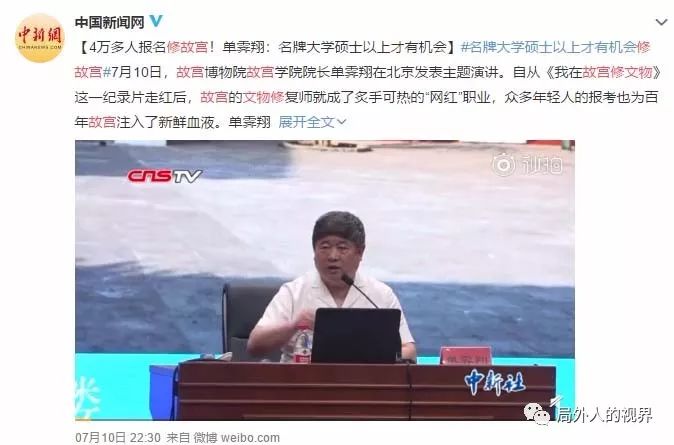 中新網
中国新闻网
【4万多人报名修故宫！单霁翔：名牌大学硕士以上才有机会】#名牌大学硕士以上才有机会修
故宫#7月10日，故宫博物院故宫学院院长单霁翔在北京发表主题演讲。自从《我在故宫修文物》
这一纪录片走红后，故宫的文物修复师就成了炙手可热的“网红”职业，众多年轻人的报考也为百
年故宫注入了新鲜血液。单霁翔 展开全文
CNSTV
秒拍
单霁翔
中新社
局外人的视界
07月10日 22:30 来自 微博 weibo.com